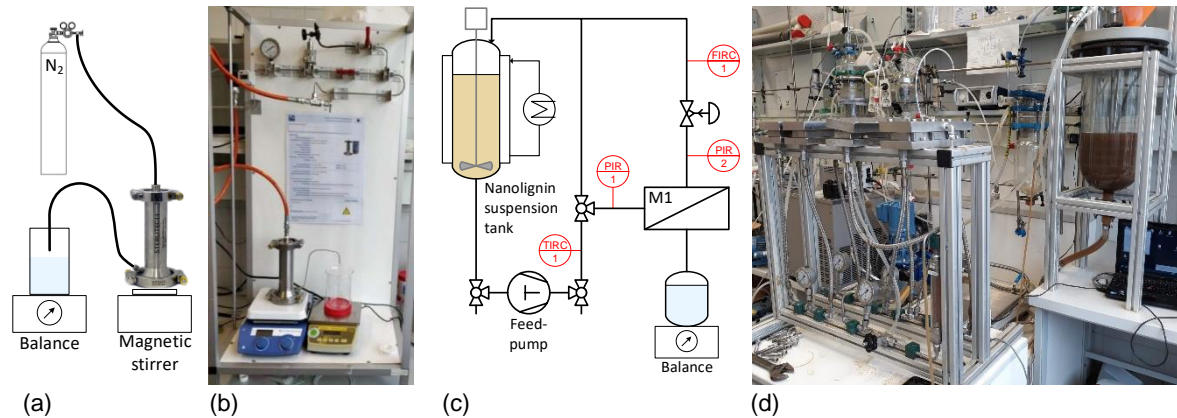 N2
Balance
Magnetic
stirrer
(a)
(b)
Nanolignin
suspension
tank
Feed-
pump
TIRC
1
PIR
1
M1
PIR
2
FIRC
1
Balance
(c)
(d)